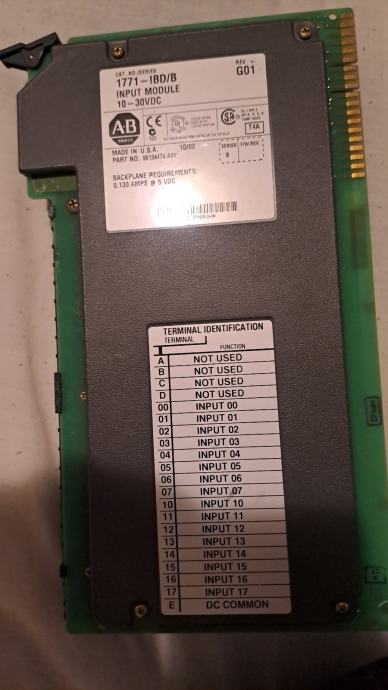 CAT. NO./SERIES
1771-IBD/B
INPUT MODULE
10-30VDC
REV. -
G01
A-B
CE
UL
SA
T4A
MADE IN U.S.A. 10/02
PART NO.
SERIES F/W REV
B
BACKPLANE REQUIREMENTS:
0.130 AMPS @ 5 VDC
TERMINAL IDENTIFICATION
TERMINAL
FUNCTION
A NOT USED
B NOT USED
C NOT USED
D NOT USED
00 INPUT 00
01 INPUT 01
02 INPUT 02
03 INPUT 03
04 INPUT 04
05 INPUT 05
06 INPUT 06
07 INPUT 07
10 INPUT 10
11 INPUT 11
12 INPUT 12
13 INPUT 13
14 INPUT 14
15 INPUT 15
16 INPUT 16
17 INPUT 17
E DC COMMON